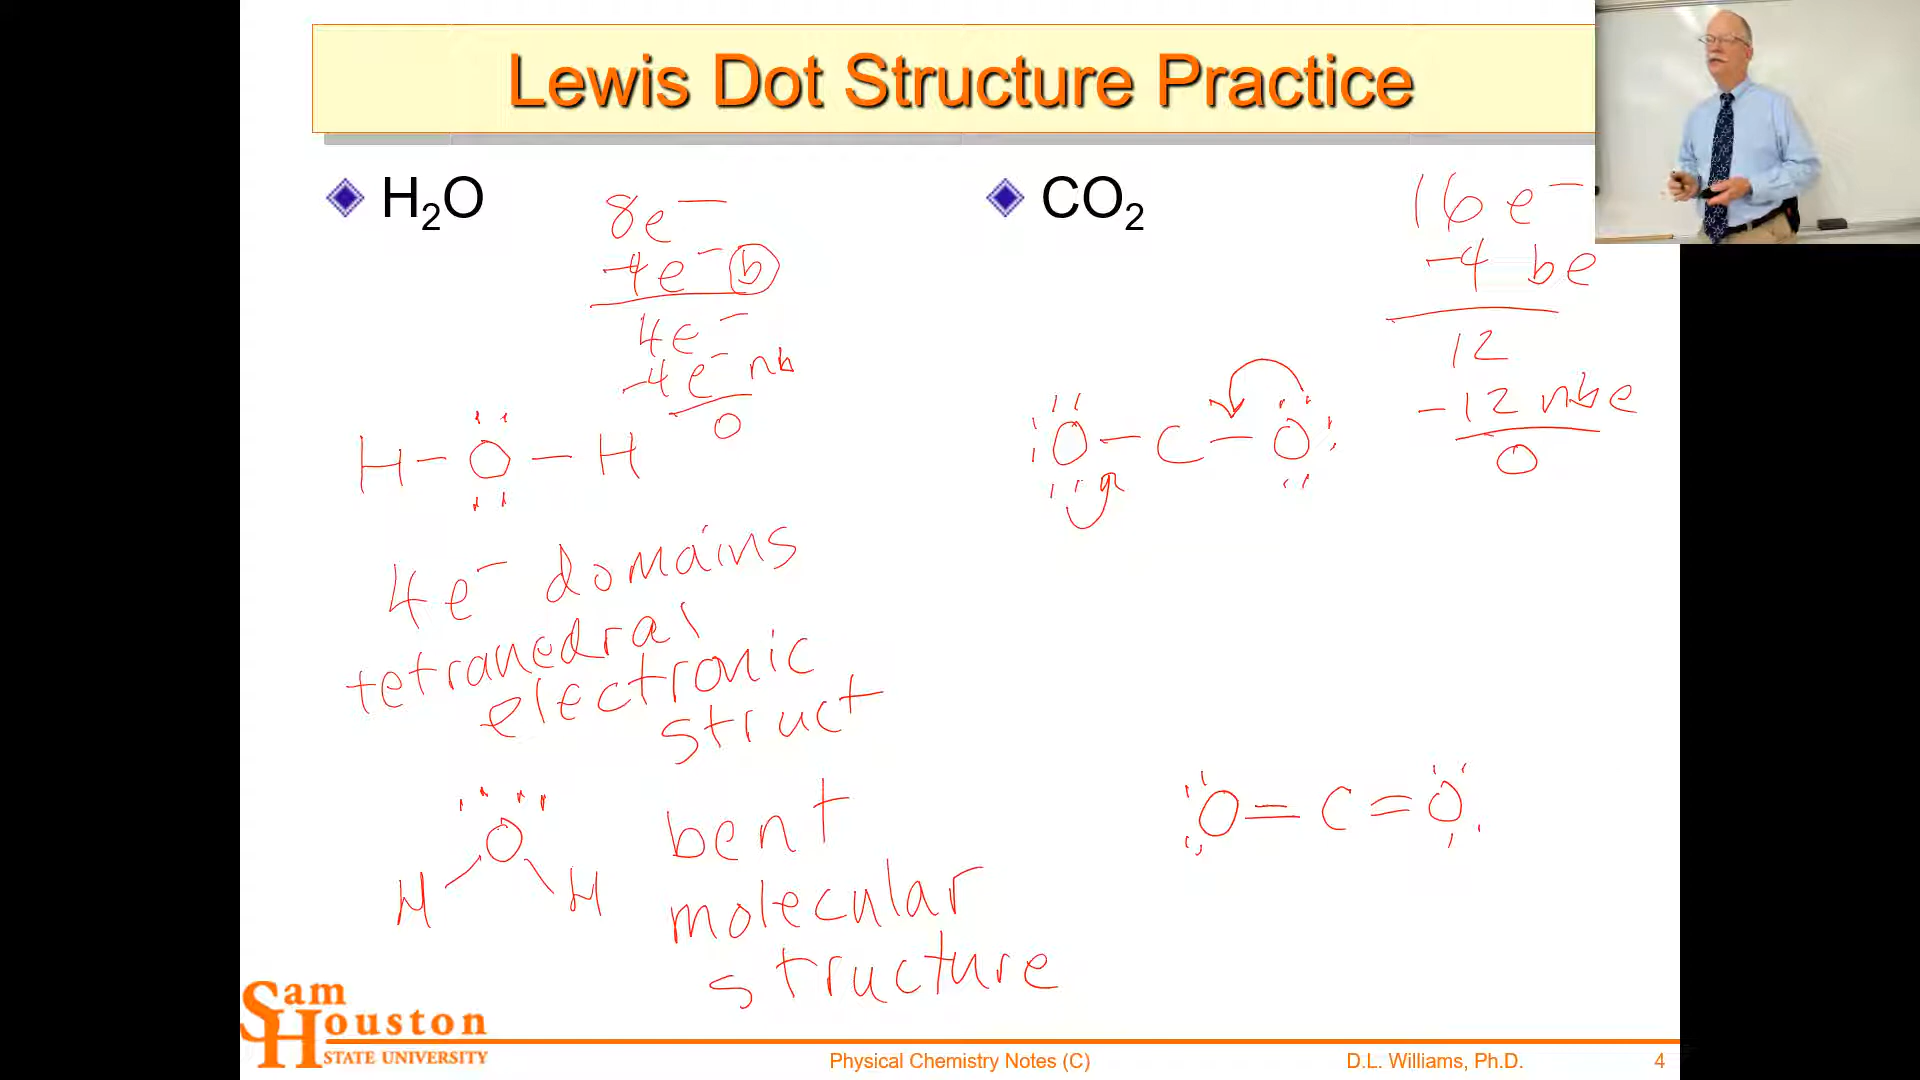 Lewis Dot Structure Practice
H₂O
8e⁻
-4e⁻ b
4e⁻
-4e⁻ nb
0
H-O-H
4e⁻ domains
tetrahedral
electronic
struct
O
H H
bent
molecular
structure
CO₂
16e⁻
-4 be
12
-12 nbe
0
O-C-O
O=C=O
Sam
Houston
STATE UNIVERSITY
Physical Chemistry Notes (C)
D.L. Williams, Ph.D.
4